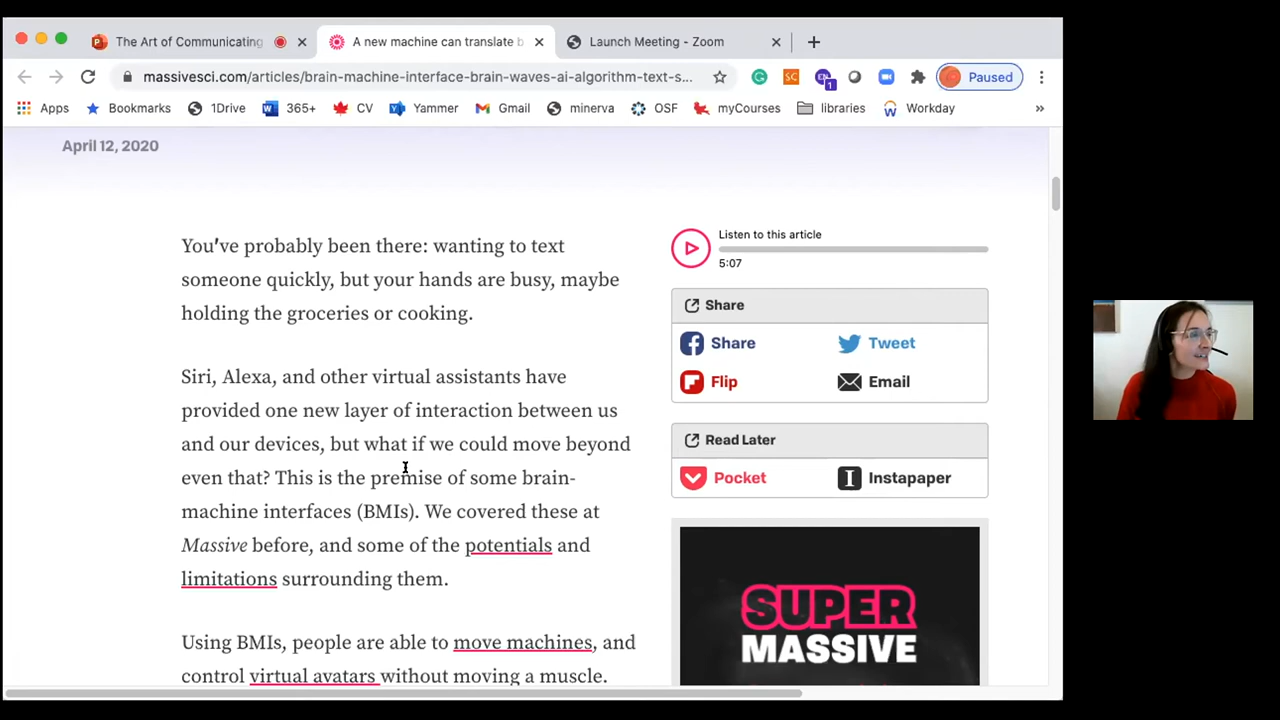 The Art of Communicating
A new machine can translate b
Launch Meeting - Zoom
massivesci.com/articles/brain-machine-interface-brain-waves-ai-algorithm-text-s...
SC
1
Paused
Apps
Bookmarks
1Drive
365+
CV
Yammer
Gmail
minerva
OSF
myCourses
libraries
Workday
»
April 12, 2020
You've probably been there: wanting to text
someone quickly, but your hands are busy, maybe
holding the groceries or cooking.
Siri, Alexa, and other virtual assistants have
provided one new layer of interaction between us
and our devices, but what if we could move beyond
even that? This is the premise of some brain-
machine interfaces (BMIs). We covered these at
Massive before, and some of the potentials and
limitations surrounding them.
Using BMIs, people are able to move machines, and
control virtual avatars without moving a muscle.
Listen to this article
5:07
Share
Share
Tweet
Flip
Email
Read Later
Pocket
Instapaper
SUPER
MASSIVE